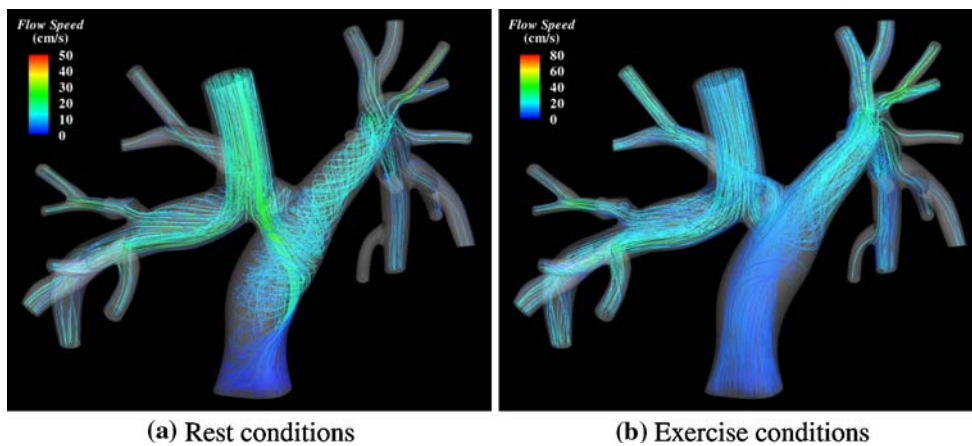 Flow Speed
(cm/s)
50
40
30
20
10
0
Flow Speed
(cm/s)
80
60
40
20
0
(a) Rest conditions
(b) Exercise conditions